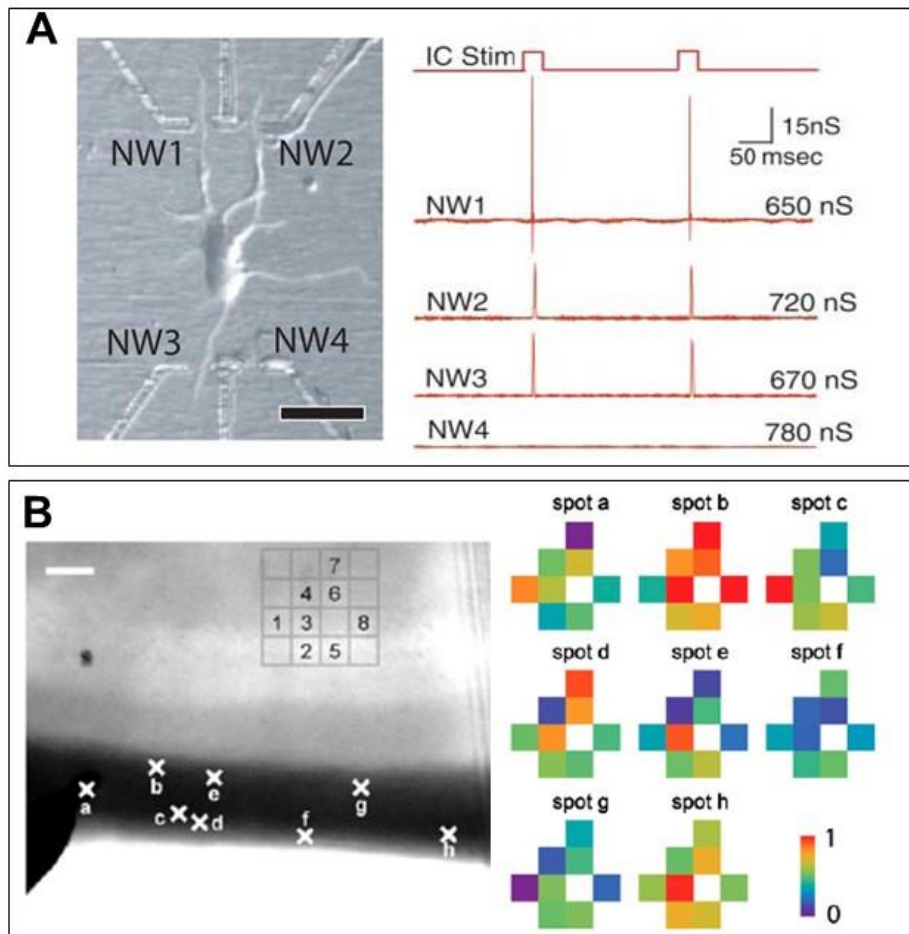 A
NW1
NW2
NW3
NW4
IC Stim
15nS
50 msec
NW1
650 nS
NW2
720 nS
NW3
670 nS
NW4
780 nS
B
7
4 6
1 3 8
2 5
a
b
c
d
e
f
g
h
spot a spot b spot c
spot d spot e spot f
spot g spot h
1
0